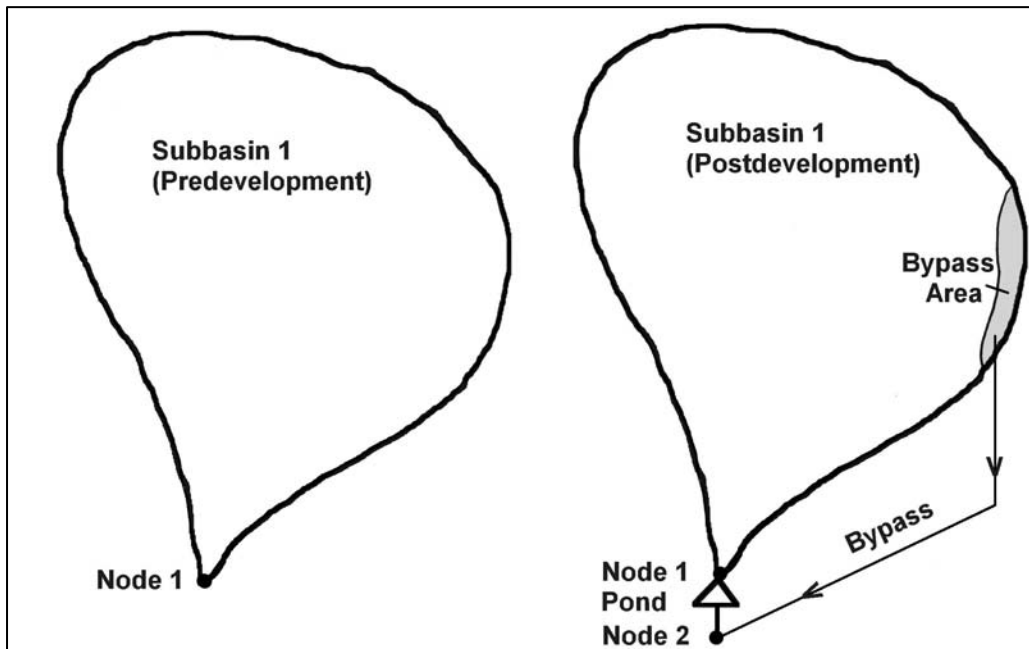 Subbasin 1
(Predevelopment)
Node 1
Subbasin 1
(Postdevelopment)
Bypass
Area
Bypass
Node 1
Pond
Node 2